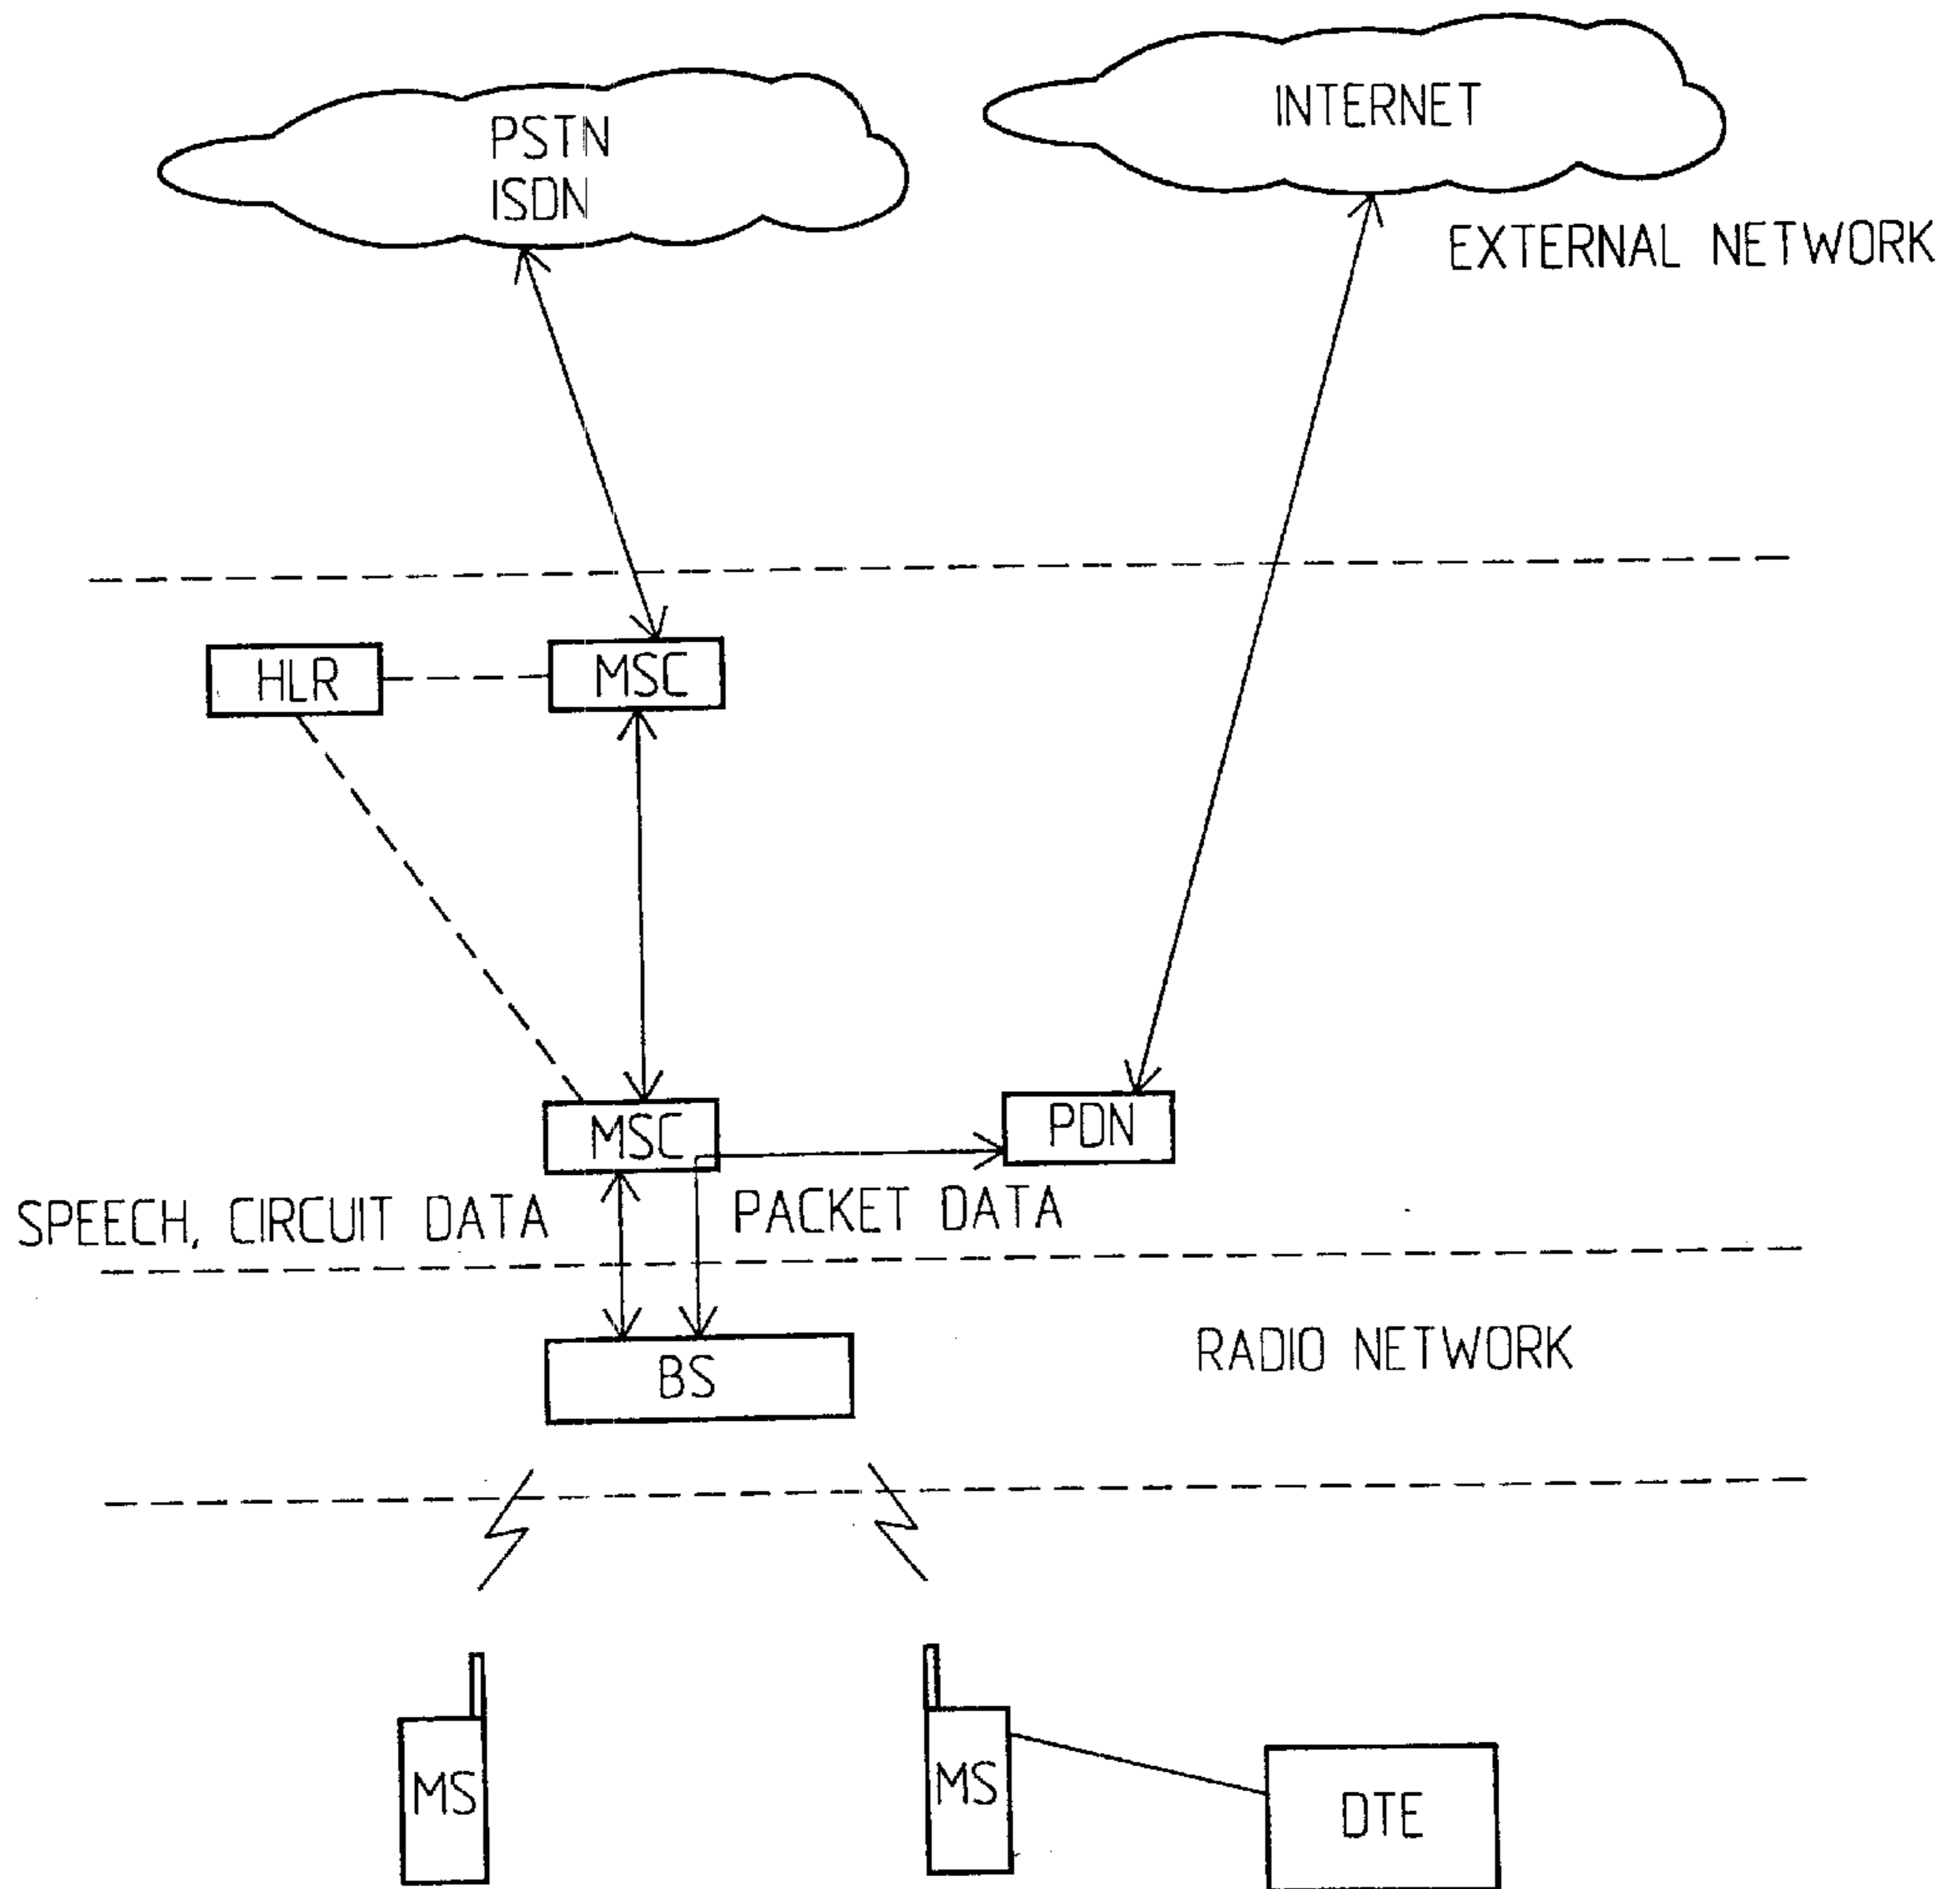 PSTN
ISDN
INTERNET
EXTERNAL NETWORK
HLR
MSC
MSC
PDN
SPEECH, CIRCUIT DATA
PACKET DATA
BS
RADIO NETWORK
MS
MS
DTE